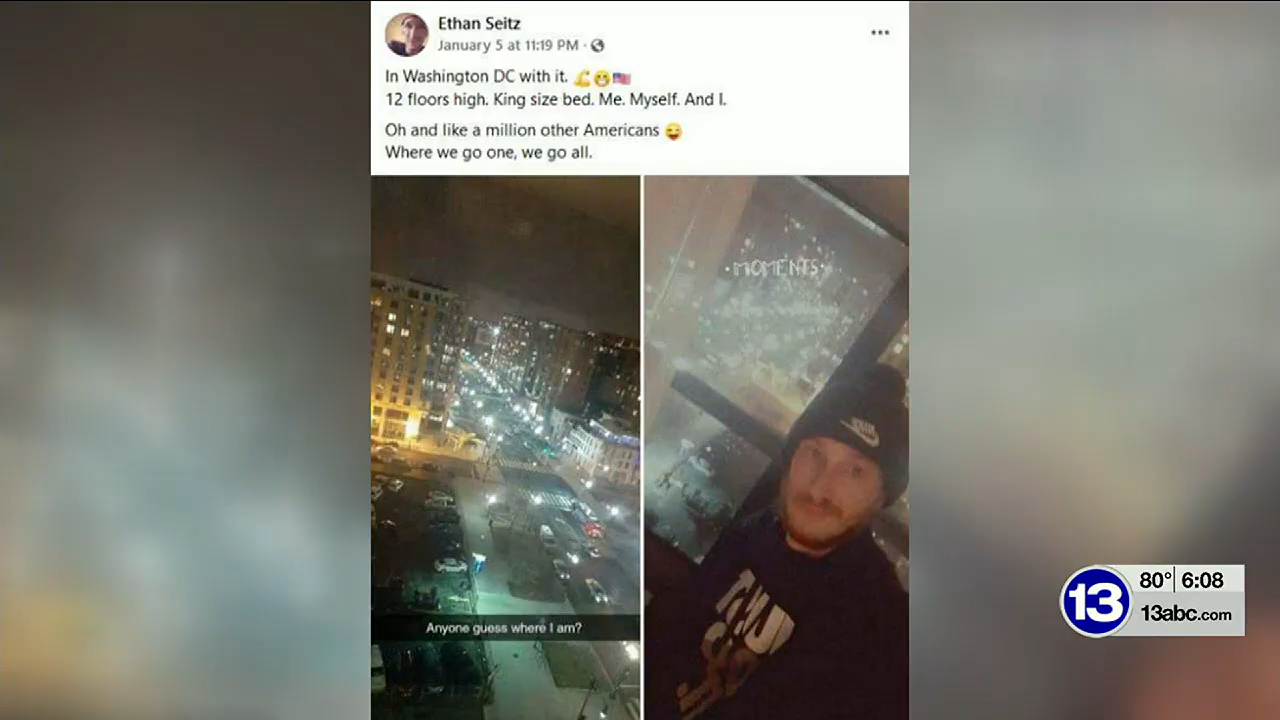 Ethan Seitz
January 5 at 11:19 PM ·
In Washington DC with it. 💪😁🇺🇸
12 floors high. King size bed. Me. Myself. And I.
Oh and like a million other Americans 😜
Where we go one, we go all.
• MOMENTS •
Anyone guess where I am?
13
80° 6:08
13abc.com